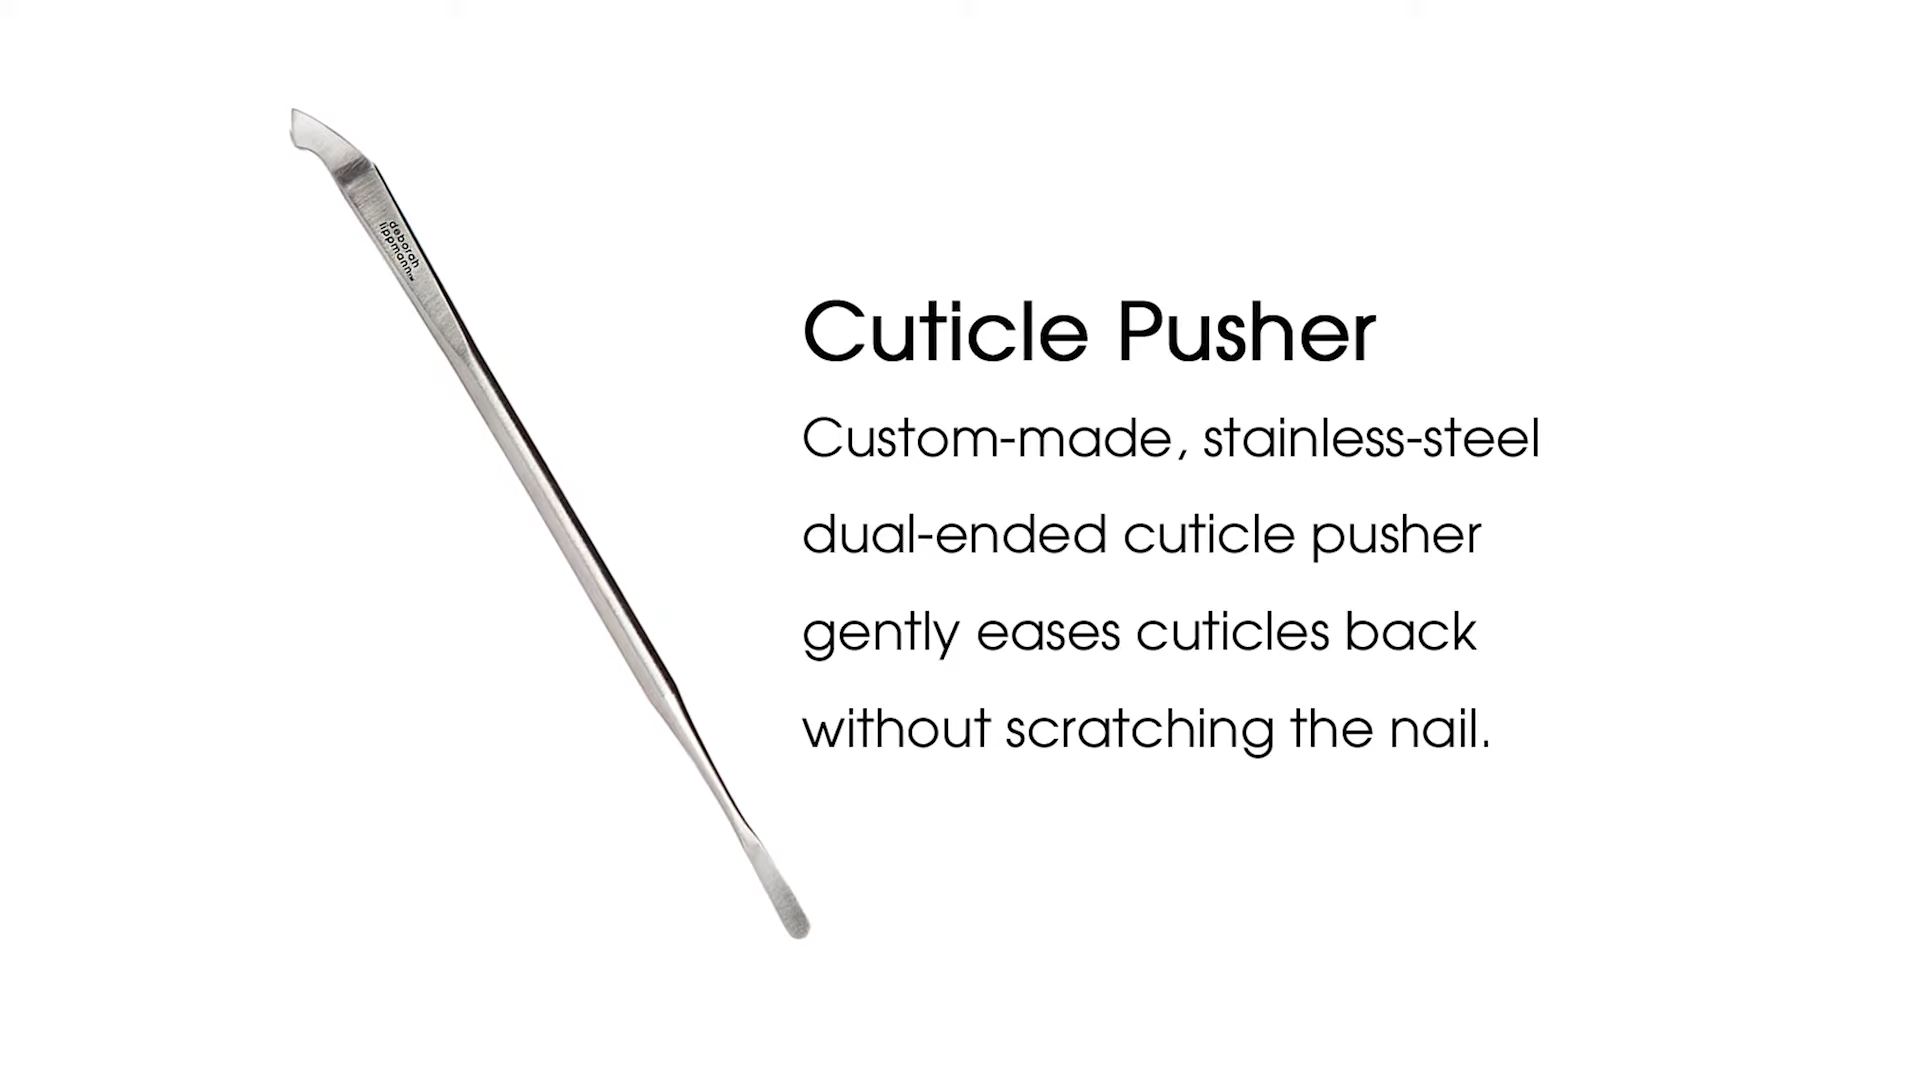 deborah
lippmann™
Cuticle Pusher
Custom-made, stainless-steel
dual-ended cuticle pusher
gently eases cuticles back
without scratching the nail.